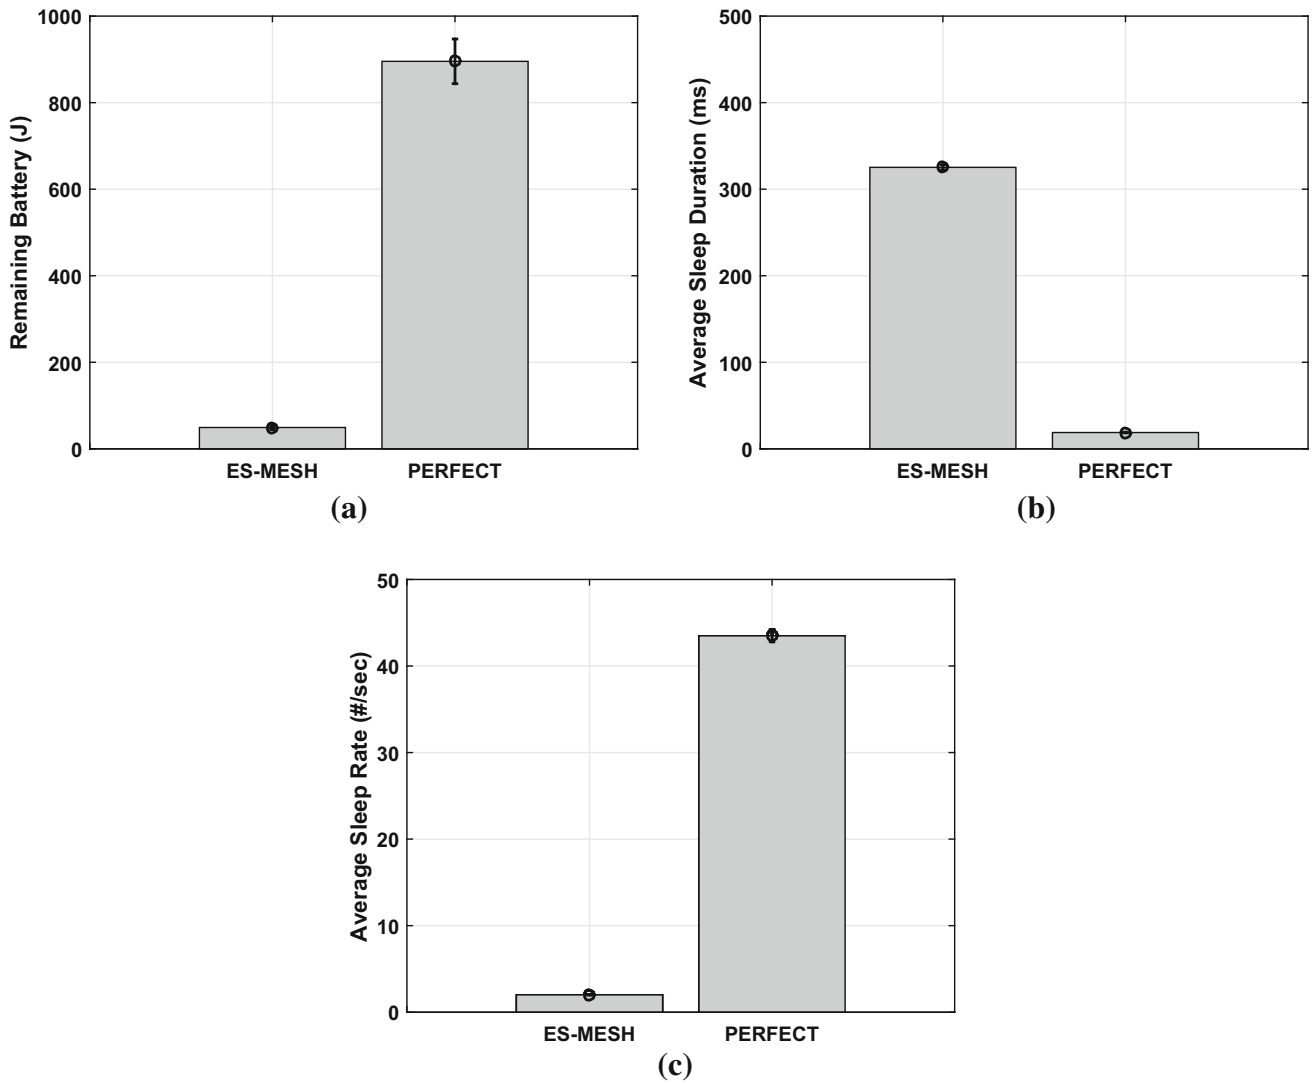 Remaining Battery (J)
1000
800
600
400
200
0
ES-MESH PERFECT
(a)
Average Sleep Duration (ms)
500
400
300
200
100
0
ES-MESH PERFECT
(b)
Average Sleep Rate (#/sec)
50
40
30
20
10
0
ES-MESH PERFECT
(c)